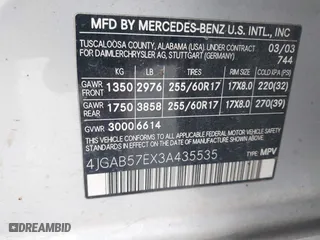 MFD BY MERCEDES-BENZ U.S. INTL., INC
TUSCALOOSA COUNTY, ALABAMA (USA) UNDER CONTRACT
FOR DAIMLERCHRYSLER AG, STUTTGART (GERMANY)
03/03
744
KG LB TIRES RIM SIZE COLD KPA (PSI)
GAWR FRONT 1350 2976 255/60R17 17X8.0 220(32)
GAWR REAR 1750 3858 255/60R17 17X8.0 270(39)
GVWR 3000 6614
THIS VEHICLE CONFORMS TO ALL APPLICABLE FEDERAL
MOTOR VEHICLE SAFETY STANDARDS IN EFFECT ON
THE DATE OF MANUFACTURE SHOWN ABOVE
4JGAB57EX3A435535 TYPE: MPV
DREAMBID